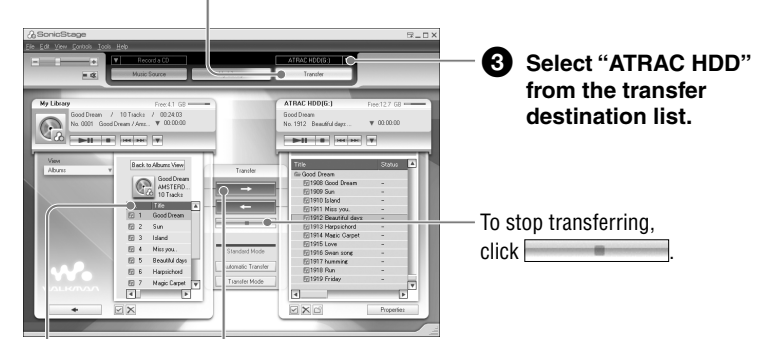 SonicStage
File Edit View Controls Tools Help
Record a CD
ATRAC HDD(G:)
Music Source
Transfer
3 Select “ATRAC HDD” from the transfer destination list.
My Library
Free:4.1 GB
Good Dream / 10 Tracks / 00:24:03
No. 0001 Good Dream / Ams... 00:00:00
ATRAC HDD(G:)
Free:12.7 GB
Good Dream
No. 1912 Beautiful days ... 00:00:00
View
Albums
Back to Albums View
Good Dream
AMSTERD...
10 Tracks
Title
1 Good Dream
2 Sun
3 Island
4 Miss you..
5 Beautiful days
6 Harpsichord
7 Magic Carpet
WALKMAN
Transfer
Standard Mode
Automatic Transfer
Transfer Mode
Title Status
Good Dream
1908 Good Dream -
1909 Sun -
1910 Island -
1911 Miss you.. -
1912 Beautiful days -
1913 Harpsichord -
1914 Magic Carpet -
1915 Love -
1916 Swan song -
1917 humming -
1918 Run -
1919 Friday -
Properties
To stop transferring,
click .